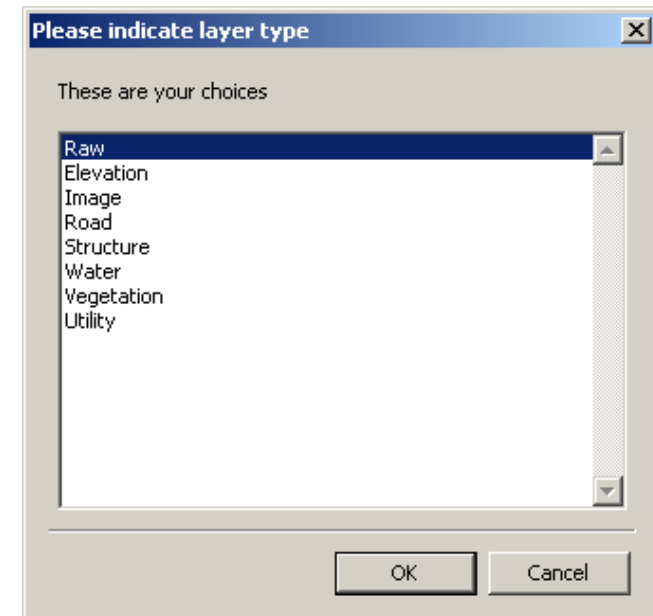 Please indicate layer type
These are your choices
Raw
Elevation
Image
Road
Structure
Water
Vegetation
Utility
OK
Cancel